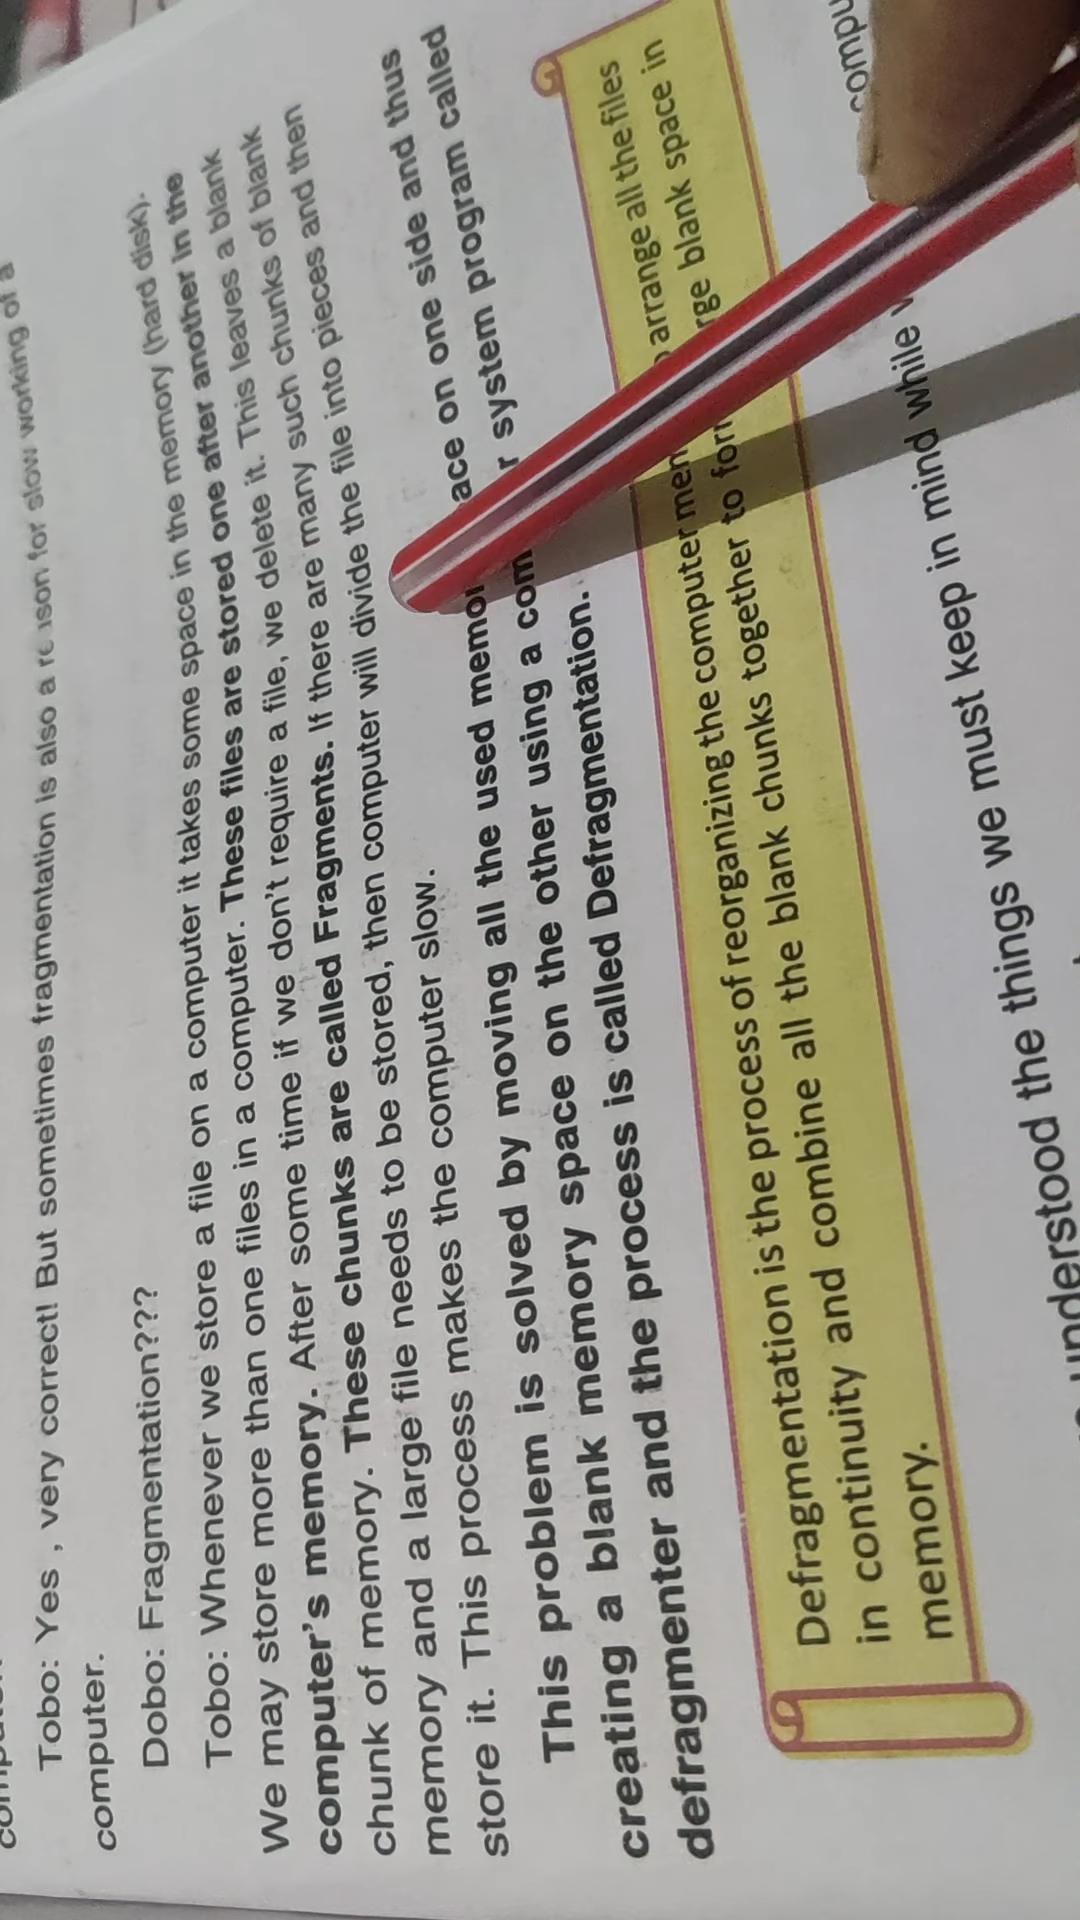 Tobo: Yes , very correct! But sometimes fragmentation is also a reason for slow working of a
computer.
Dobo: Fragmentation???
Tobo: Whenever we store a file on a computer it takes some space in the memory (hard disk).
We may store more than one files in a computer. These files are stored one after another in the
computer's memory. After some time if we don't require a file, we delete it. This leaves a blank
chunk of memory. These chunks are called Fragments. If there are many such chunks of blank
memory and a large file needs to be stored, then computer will divide the file into pieces and then
store it. This process makes the computer slow.
This problem is solved by moving all the used on one side and thus
creating a blank memory space on the other using a system program called
defragmenter and the process is called Defragmentation.
Defragmentation is the process of reorganizing the computer arrange all the files
in continuity and combine all the blank chunks together to blank space in
memory.
understood the things we must keep in mind while